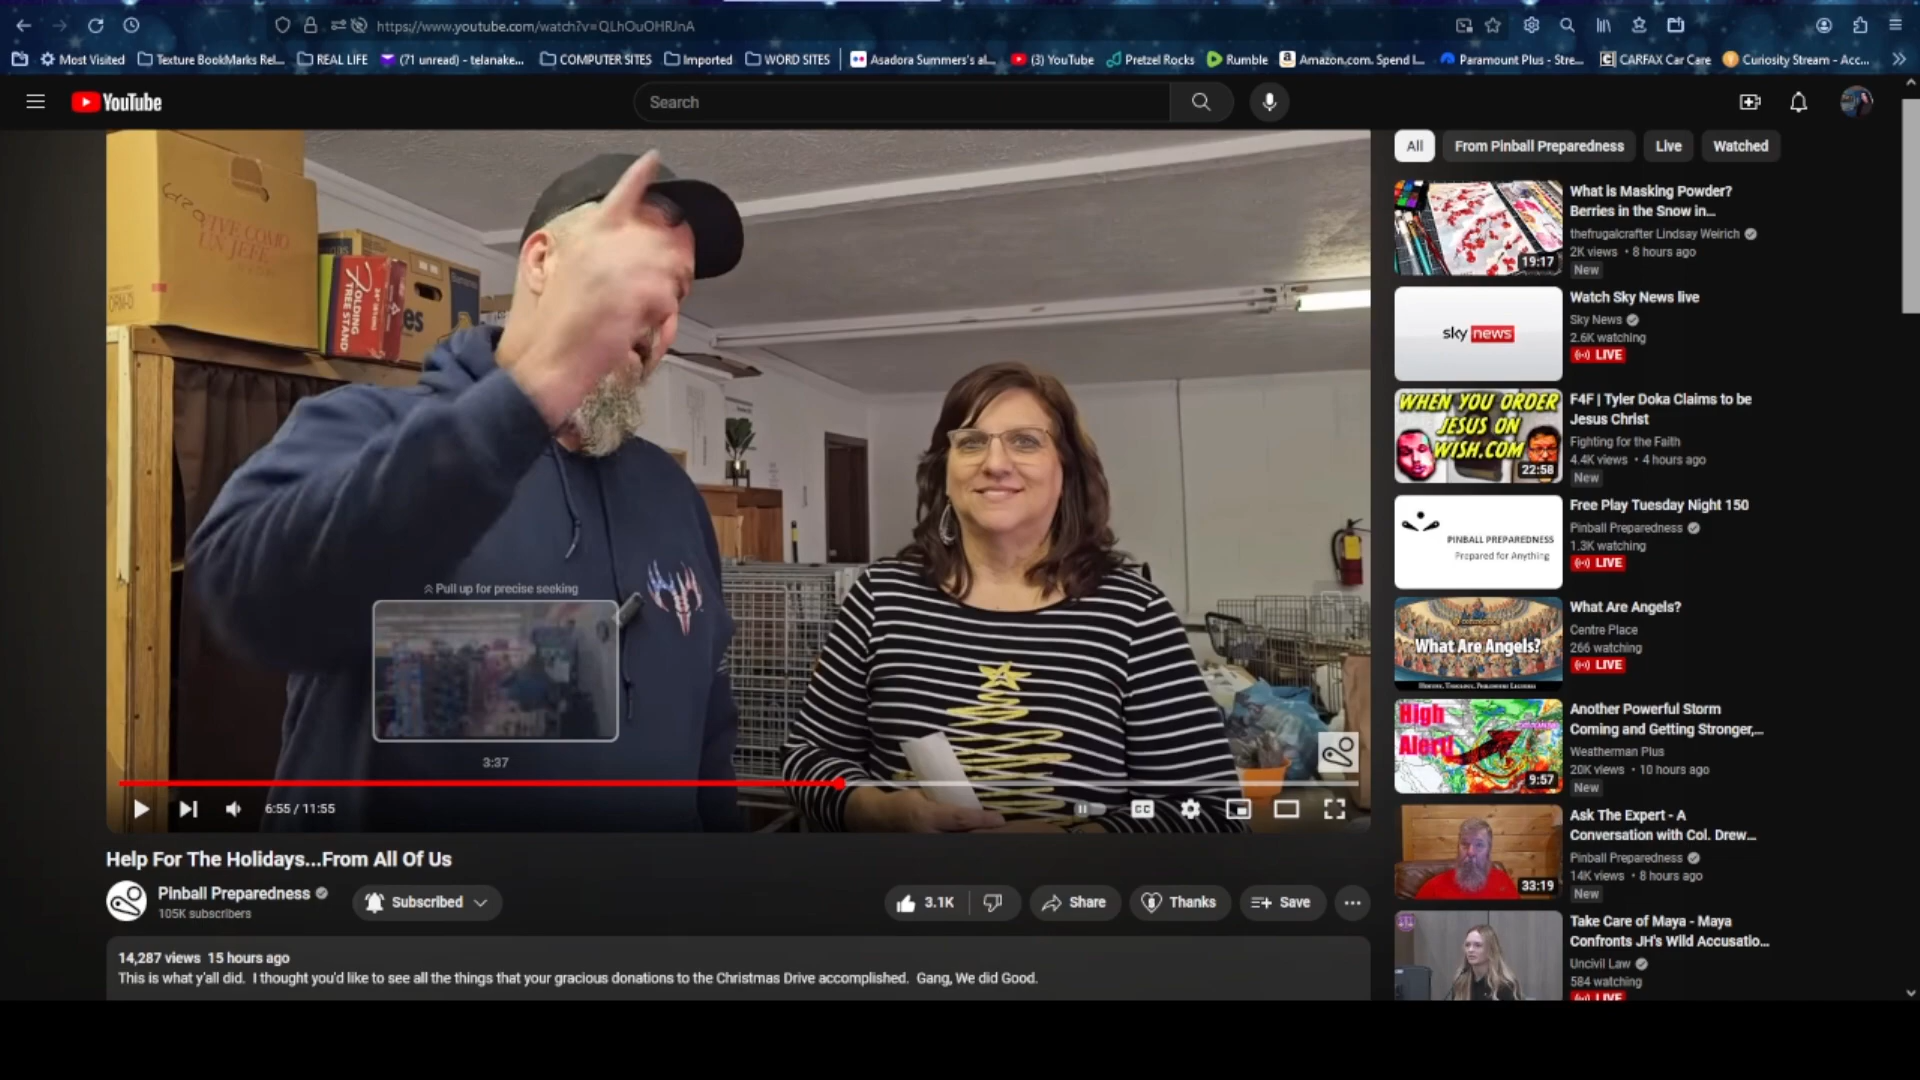 https://www.youtube.com/watch?v=QLhOuOHRJnA
Most Visited
Texture BookMarks Rel...
REAL LIFE
(71 unread) - telanake...
COMPUTER SITES
Imported
WORD SITES
Asadora Summers's al...
(3) YouTube
Pretzel Rocks
Rumble
Amazon.com. Spend l...
Paramount Plus - Stre...
CARFAX Car Care
Curiosity Stream - Acc...
YouTube
Search
VIVE COMO
UN JEFE
ORM-D
FOLDING
TREE STAND
Pull up for precise seeking
3:37
6:55 / 11:55
CC
Help For The Holidays...From All Of Us
Pinball Preparedness
105K subscribers
Subscribed
3.1K
Share
Thanks
Save
14,287 views 15 hours ago
This is what y'all did. I thought you'd like to see all the things that your gracious donations to the Christmas Drive accomplished. Gang, We did Good.
All
From Pinball Preparedness
Live
Watched
19:17
What is Masking Powder?
Berries in the Snow in...
thefrugalcrafter Lindsay Weirich
2K views • 8 hours ago
New
sky news
Watch Sky News live
Sky News
2.6K watching
LIVE
WHEN YOU ORDER
JESUS ON
WISH.COM
22:58
F4F | Tyler Doka Claims to be
Jesus Christ
Fighting for the Faith
4.4K views • 4 hours ago
New
PINBALL PREPAREDNESS
Prepared for Anything
Free Play Tuesday Night 150
Pinball Preparedness
1.3K watching
LIVE
What Are Angels?
What Are Angels?
Centre Place
266 watching
LIVE
High
Alert!
9:57
Another Powerful Storm
Coming and Getting Stronger,...
Weatherman Plus
20K views • 10 hours ago
New
33:19
Ask The Expert - A
Conversation with Col. Drew...
Pinball Preparedness
14K views • 8 hours ago
New
Take Care of Maya - Maya
Confronts JH's Wild Accusatio...
Uncivil Law
584 watching
LIVE